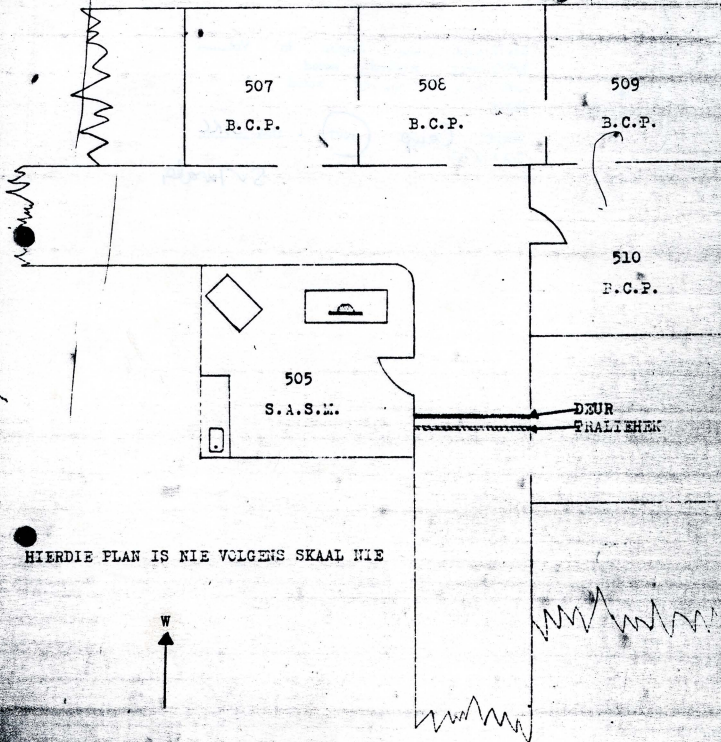 507
B.C.P.
508
B.C.P.
509
B.C.P.
510
B.C.P.
505
S.A.S.M.
DEUR
TRALIEHEK
HIERDIE PLAN IS NIE VOLGENS SKAAL NIE
W